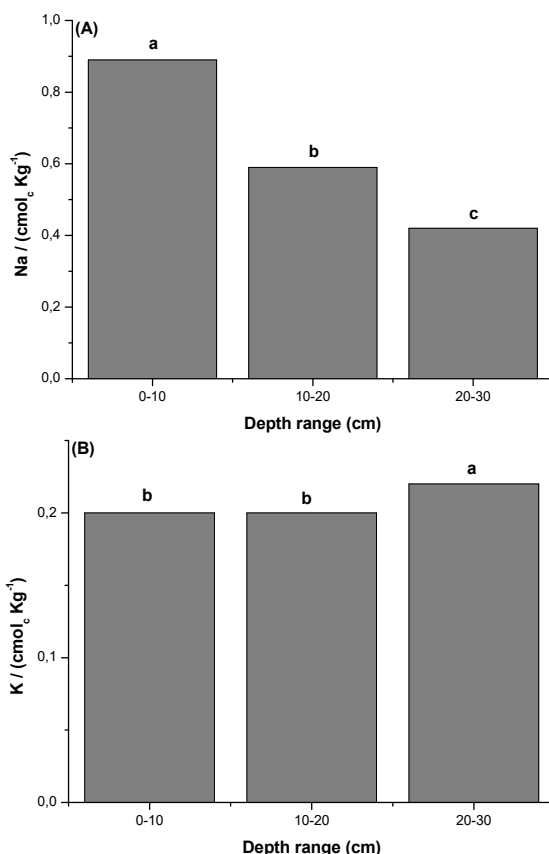 (A)
a
b
c
1,0
0,8
0,6
0,4
0,2
0,0
Na / (cmol_c Kg⁻¹)
0-10 10-20 20-30
Depth range (cm)
(B)
b b a
0,2
0,1
0,0
K / (cmol_c Kg⁻¹)
0-10 10-20 20-30
Depth range (cm)